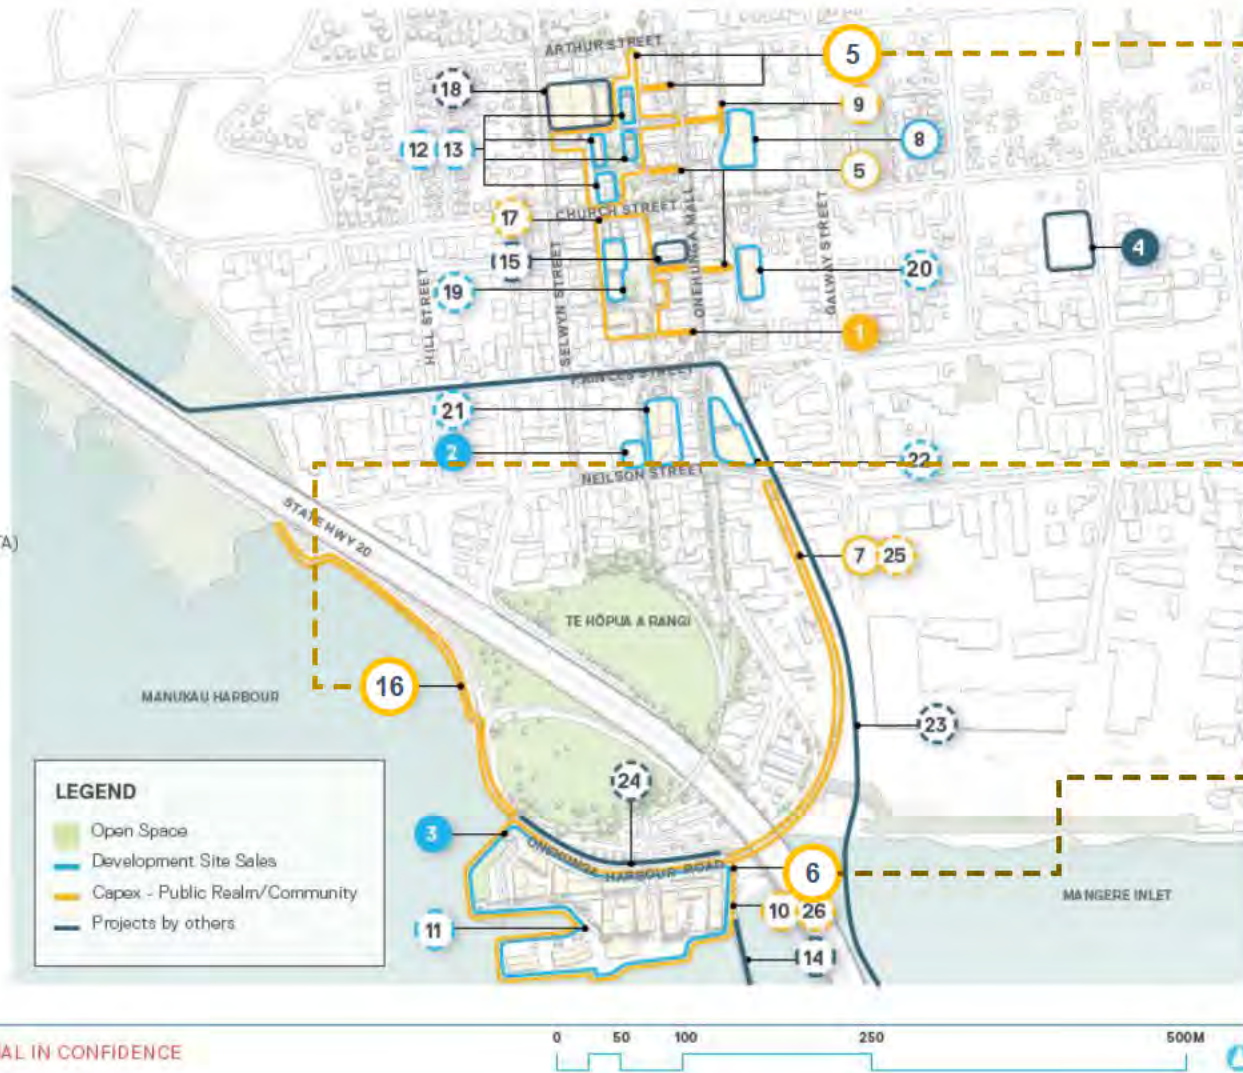 ARTHUR STREET
5
18
9
12 13
8
5
17
CHURCH STREET
15
4
20
19
HILL STREET
SELWYN STREET
ONEHUNGA MALL
GALWAY STREET
1
PRINCES STREET
21
2
22
NEILSON STREET
STATE HWY 20
TA)
7 25
TE HŌPUA A RANGI
16
MANUKAU HARBOUR
23
24
3
ONEHUNGA HARBOUR ROAD
6
MANGERE INLET
10 26
11
14
LEGEND
Open Space
Development Site Sales
Capex - Public Realm/Community
Projects by others
AL IN CONFIDENCE
0 50 100 250 500M